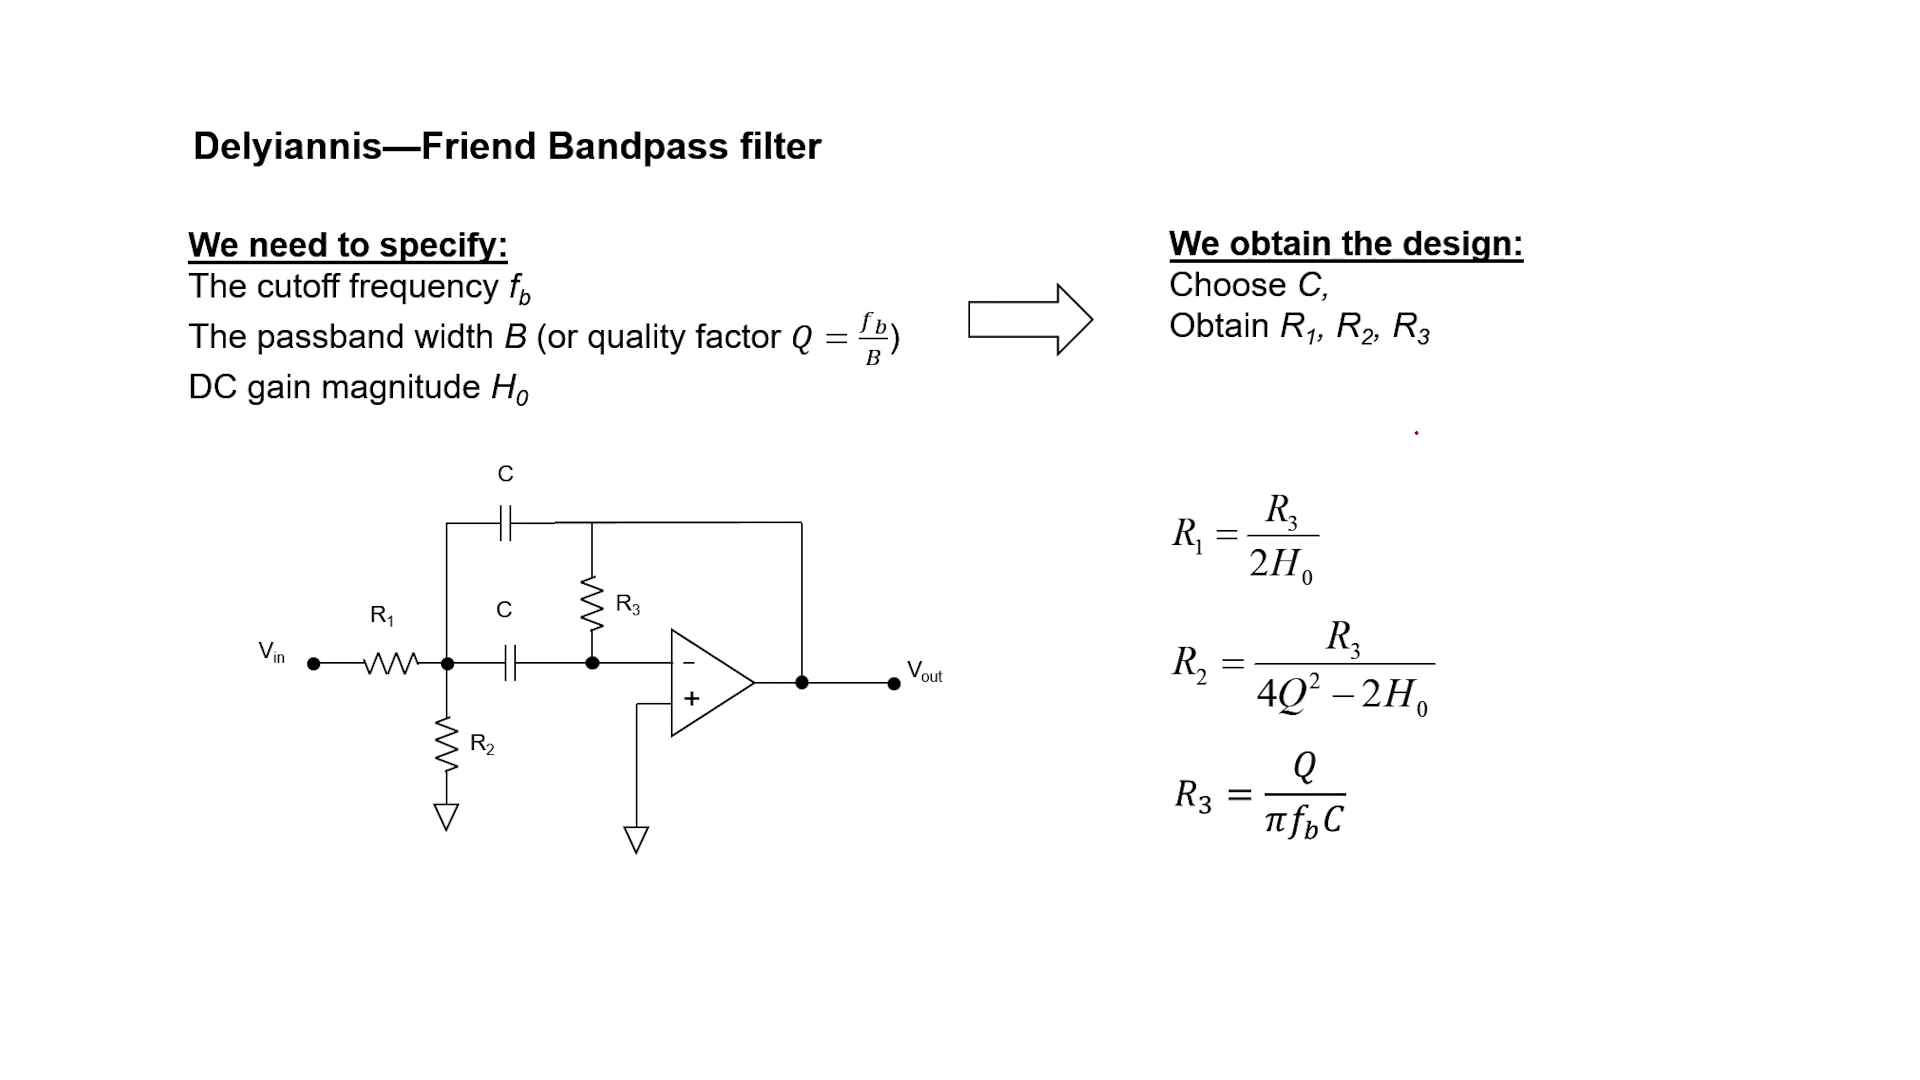 Delyiannis—Friend Bandpass filter
We need to specify:
The cutoff frequency f_b
The passband width B (or quality factor Q = f_b/B)
DC gain magnitude H_0
We obtain the design:
Choose C,
Obtain R_1, R_2, R_3
C
C
R_1
R_3
V_in
−
+
V_out
R_2
R_1 = R_3/2H_0
R_2 = R_3/4Q² − 2H_0
R_3 = Q/πf_bC